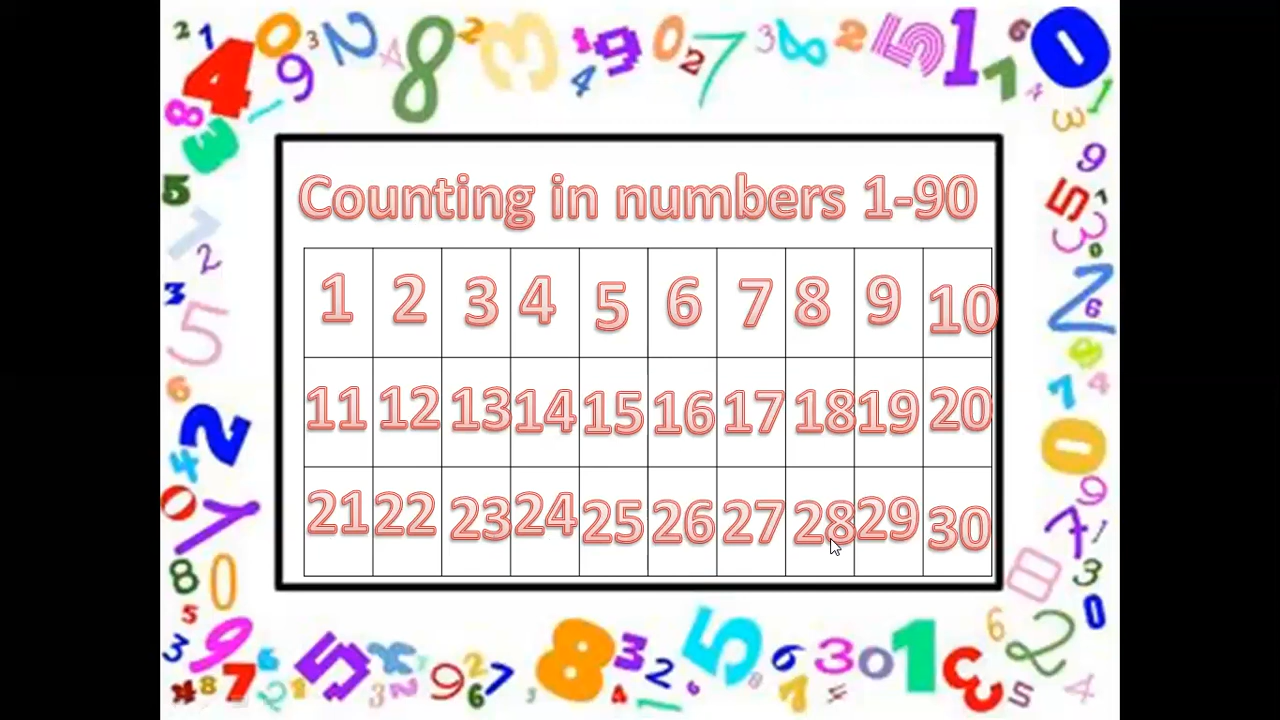 Counting in numbers 1-90
1 2 3 4 5 6 7 8 9 10
11 12 13 14 15 16 17 18 19 20
21 22 23 24 25 26 27 28 29 30